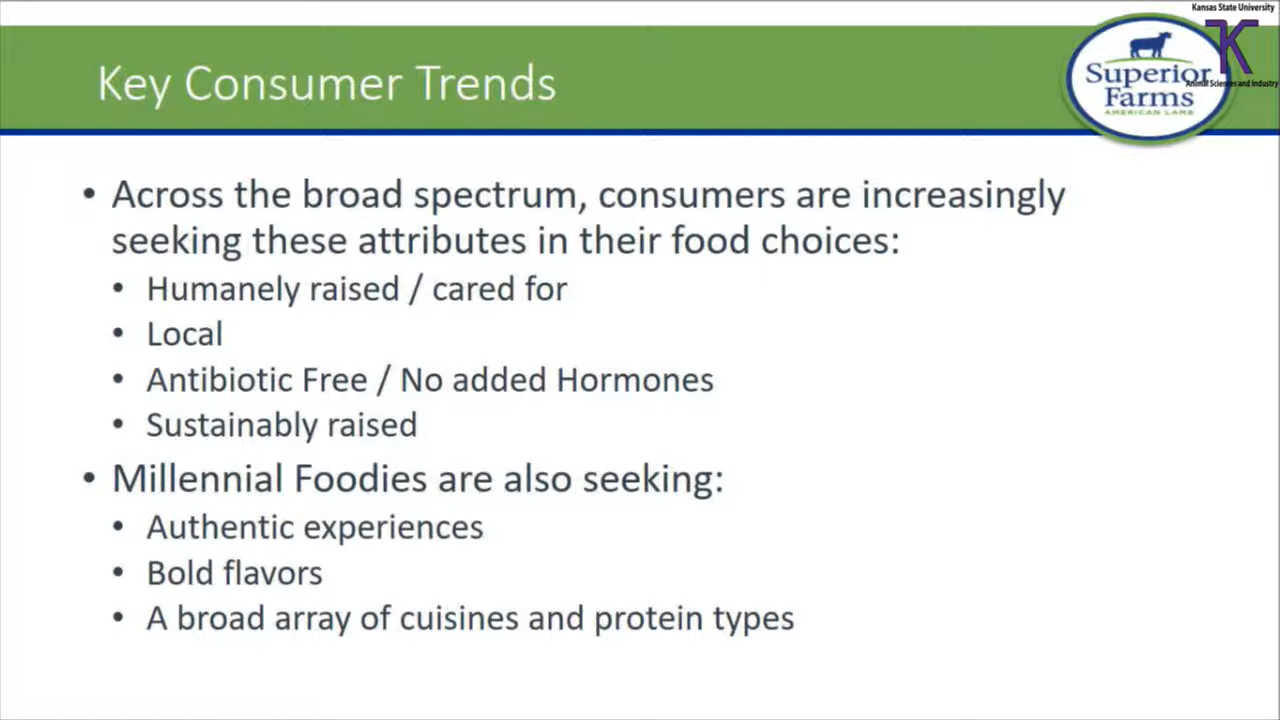 Kansas State University
Key Consumer Trends
Superior
Farms
AMERICAN LAMB
K
Animal Sciences and Industry
• Across the broad spectrum, consumers are increasingly
seeking these attributes in their food choices:
• Humanely raised / cared for
• Local
• Antibiotic Free / No added Hormones
• Sustainably raised
• Millennial Foodies are also seeking:
• Authentic experiences
• Bold flavors
• A broad array of cuisines and protein types